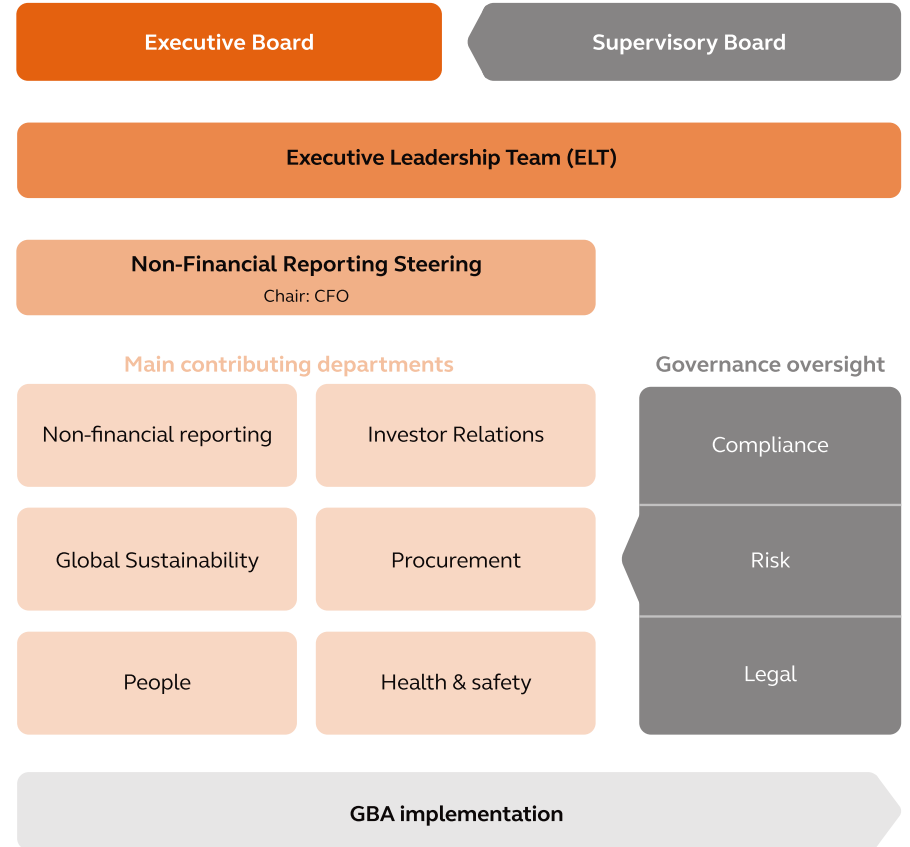 Executive Board
Supervisory Board
Executive Leadership Team (ELT)
Non-Financial Reporting Steering
Chair: CFO
Main contributing departments
Governance oversight
Non-financial reporting
Investor Relations
Compliance
Global Sustainability
Procurement
Risk
People
Health & safety
Legal
GBA implementation